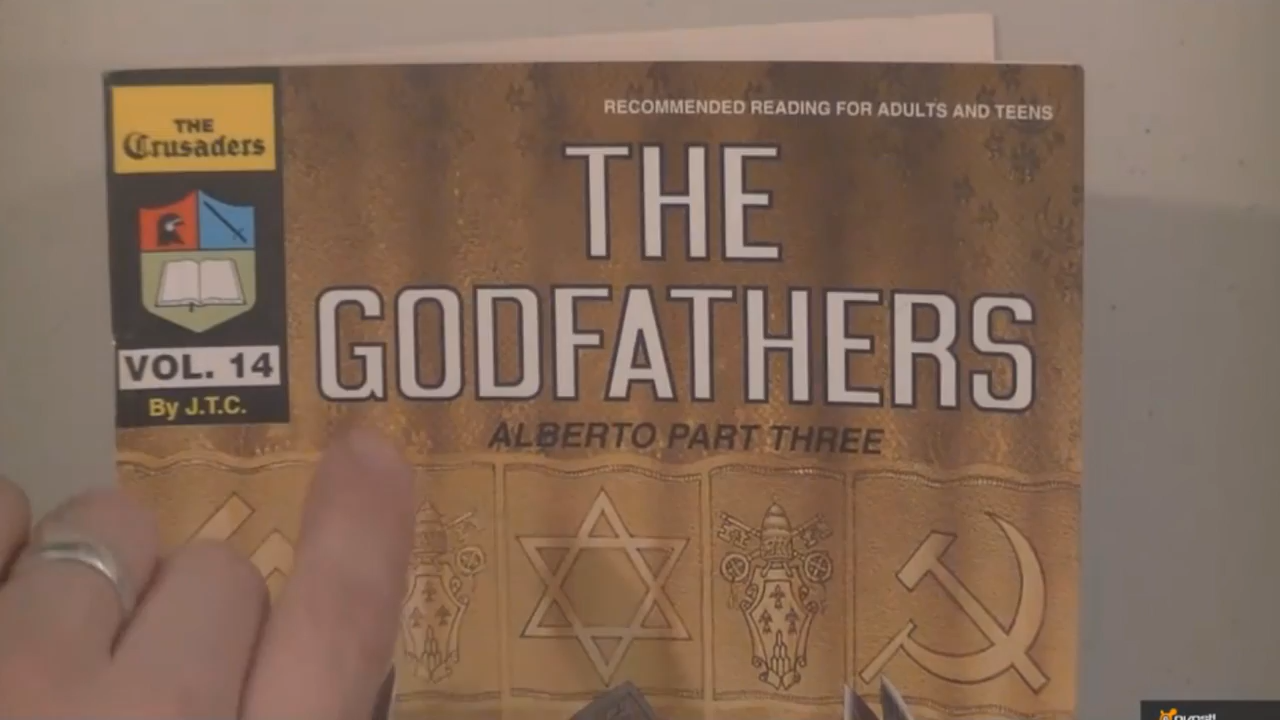 THE
Crusaders
VOL. 14
By J.T.C.
RECOMMENDED READING FOR ADULTS AND TEENS
THE
GODFATHERS
ALBERTO PART THREE